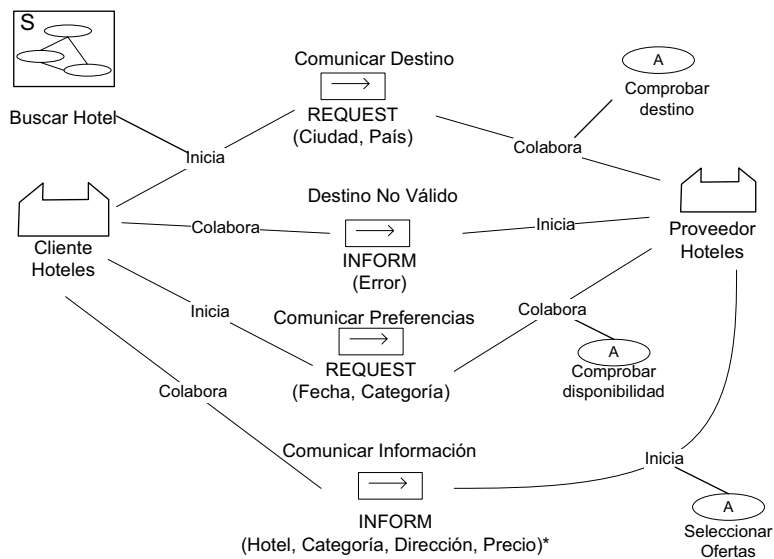 S
Buscar Hotel
Comunicar Destino
REQUEST
(Ciudad, País)
Inicia
Colabora
A
Comprobar
destino
Cliente
Hoteles
Colabora
Destino No Válido
INFORM
(Error)
Inicia
Proveedor
Hoteles
Inicia
Comunicar Preferencias
REQUEST
(Fecha, Categoría)
Colabora
A
Comprobar
disponibilidad
Colabora
Comunicar Información
INFORM
(Hotel, Categoría, Dirección, Precio)*
Inicia
A
Seleccionar
Ofertas